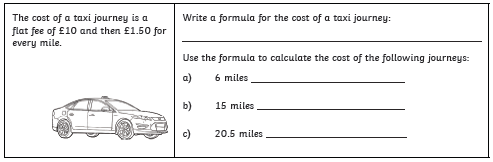 The cost of a taxi journey is a
flat fee of £10 and then £1.50 for
every mile.
Write a formula for the cost of a taxi journey:
Use the formula to calculate the cost of the following journeys:
a) 6 miles
b) 15 miles
c) 20.5 miles